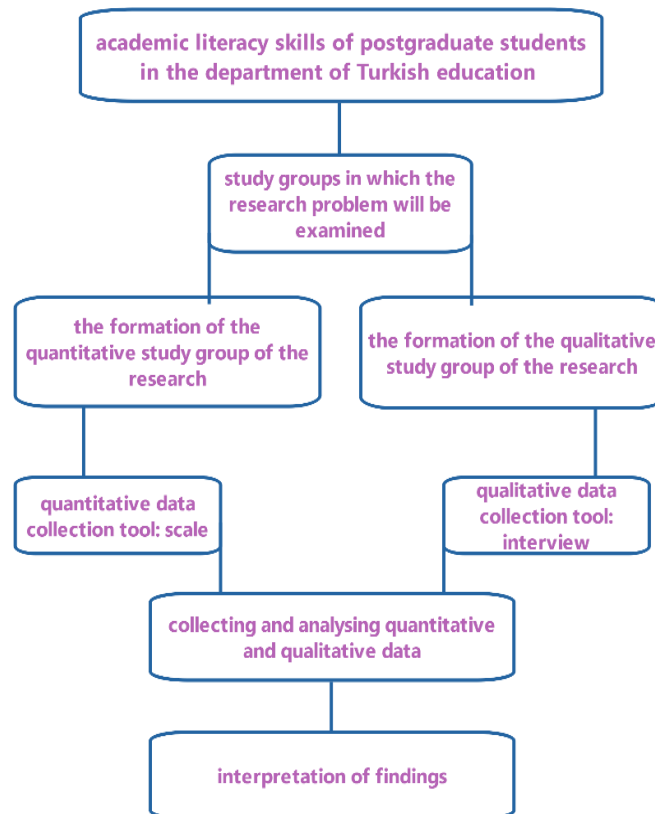 academic literacy skills of postgraduate students
in the department of Turkish education
study groups in which the
research problem will be
examined
the formation of the
quantitative study group of the
research
the formation of the qualitative
study group of the research
quantitative data
collection tool: scale
qualitative data
collection tool:
interview
collecting and analysing quantitative
and qualitative data
interpretation of findings